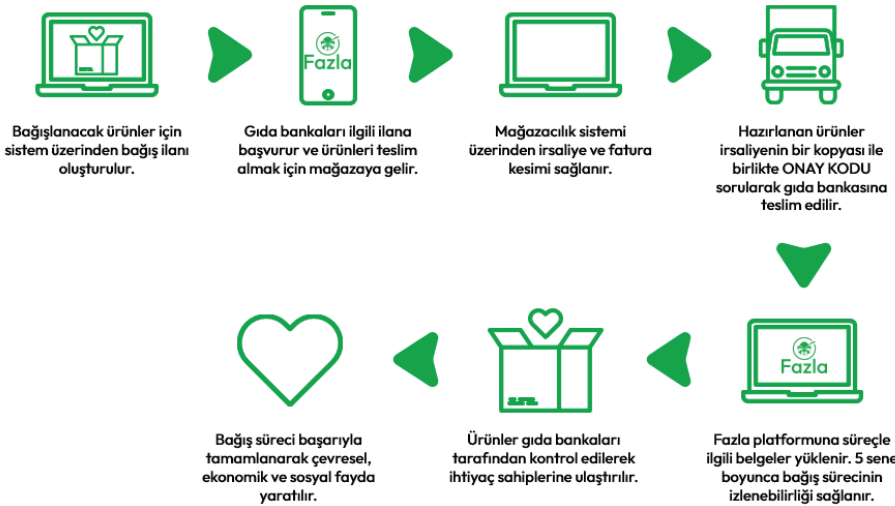 Fazla
Bağışlanacak ürünler için
sistem üzerinden bağış ilanı
oluşturulur.
Gıda bankaları ilgili ilana
başvurur ve ürünleri teslim
almak için mağazaya gelir.
Mağazacılık sistemi
üzerinden irsaliye ve fatura
kesimi sağlanır.
Hazırlanan ürünler
irsaliyenin bir kopyası ile
birlikte ONAY KODU
sorularak gıda bankasına
teslim edilir.
Fazla
Fazla platformuna süreçle
ilgili belgeler yüklenir. 5 sene
boyunca bağış sürecinin
izlenebilirliği sağlanır.
Ürünler gıda bankaları
tarafından kontrol edilerek
ihtiyaç sahiplerine ulaştırılır.
Bağış süreci başarıyla
tamamlanarak çevresel,
ekonomik ve sosyal fayda
yaratılır.